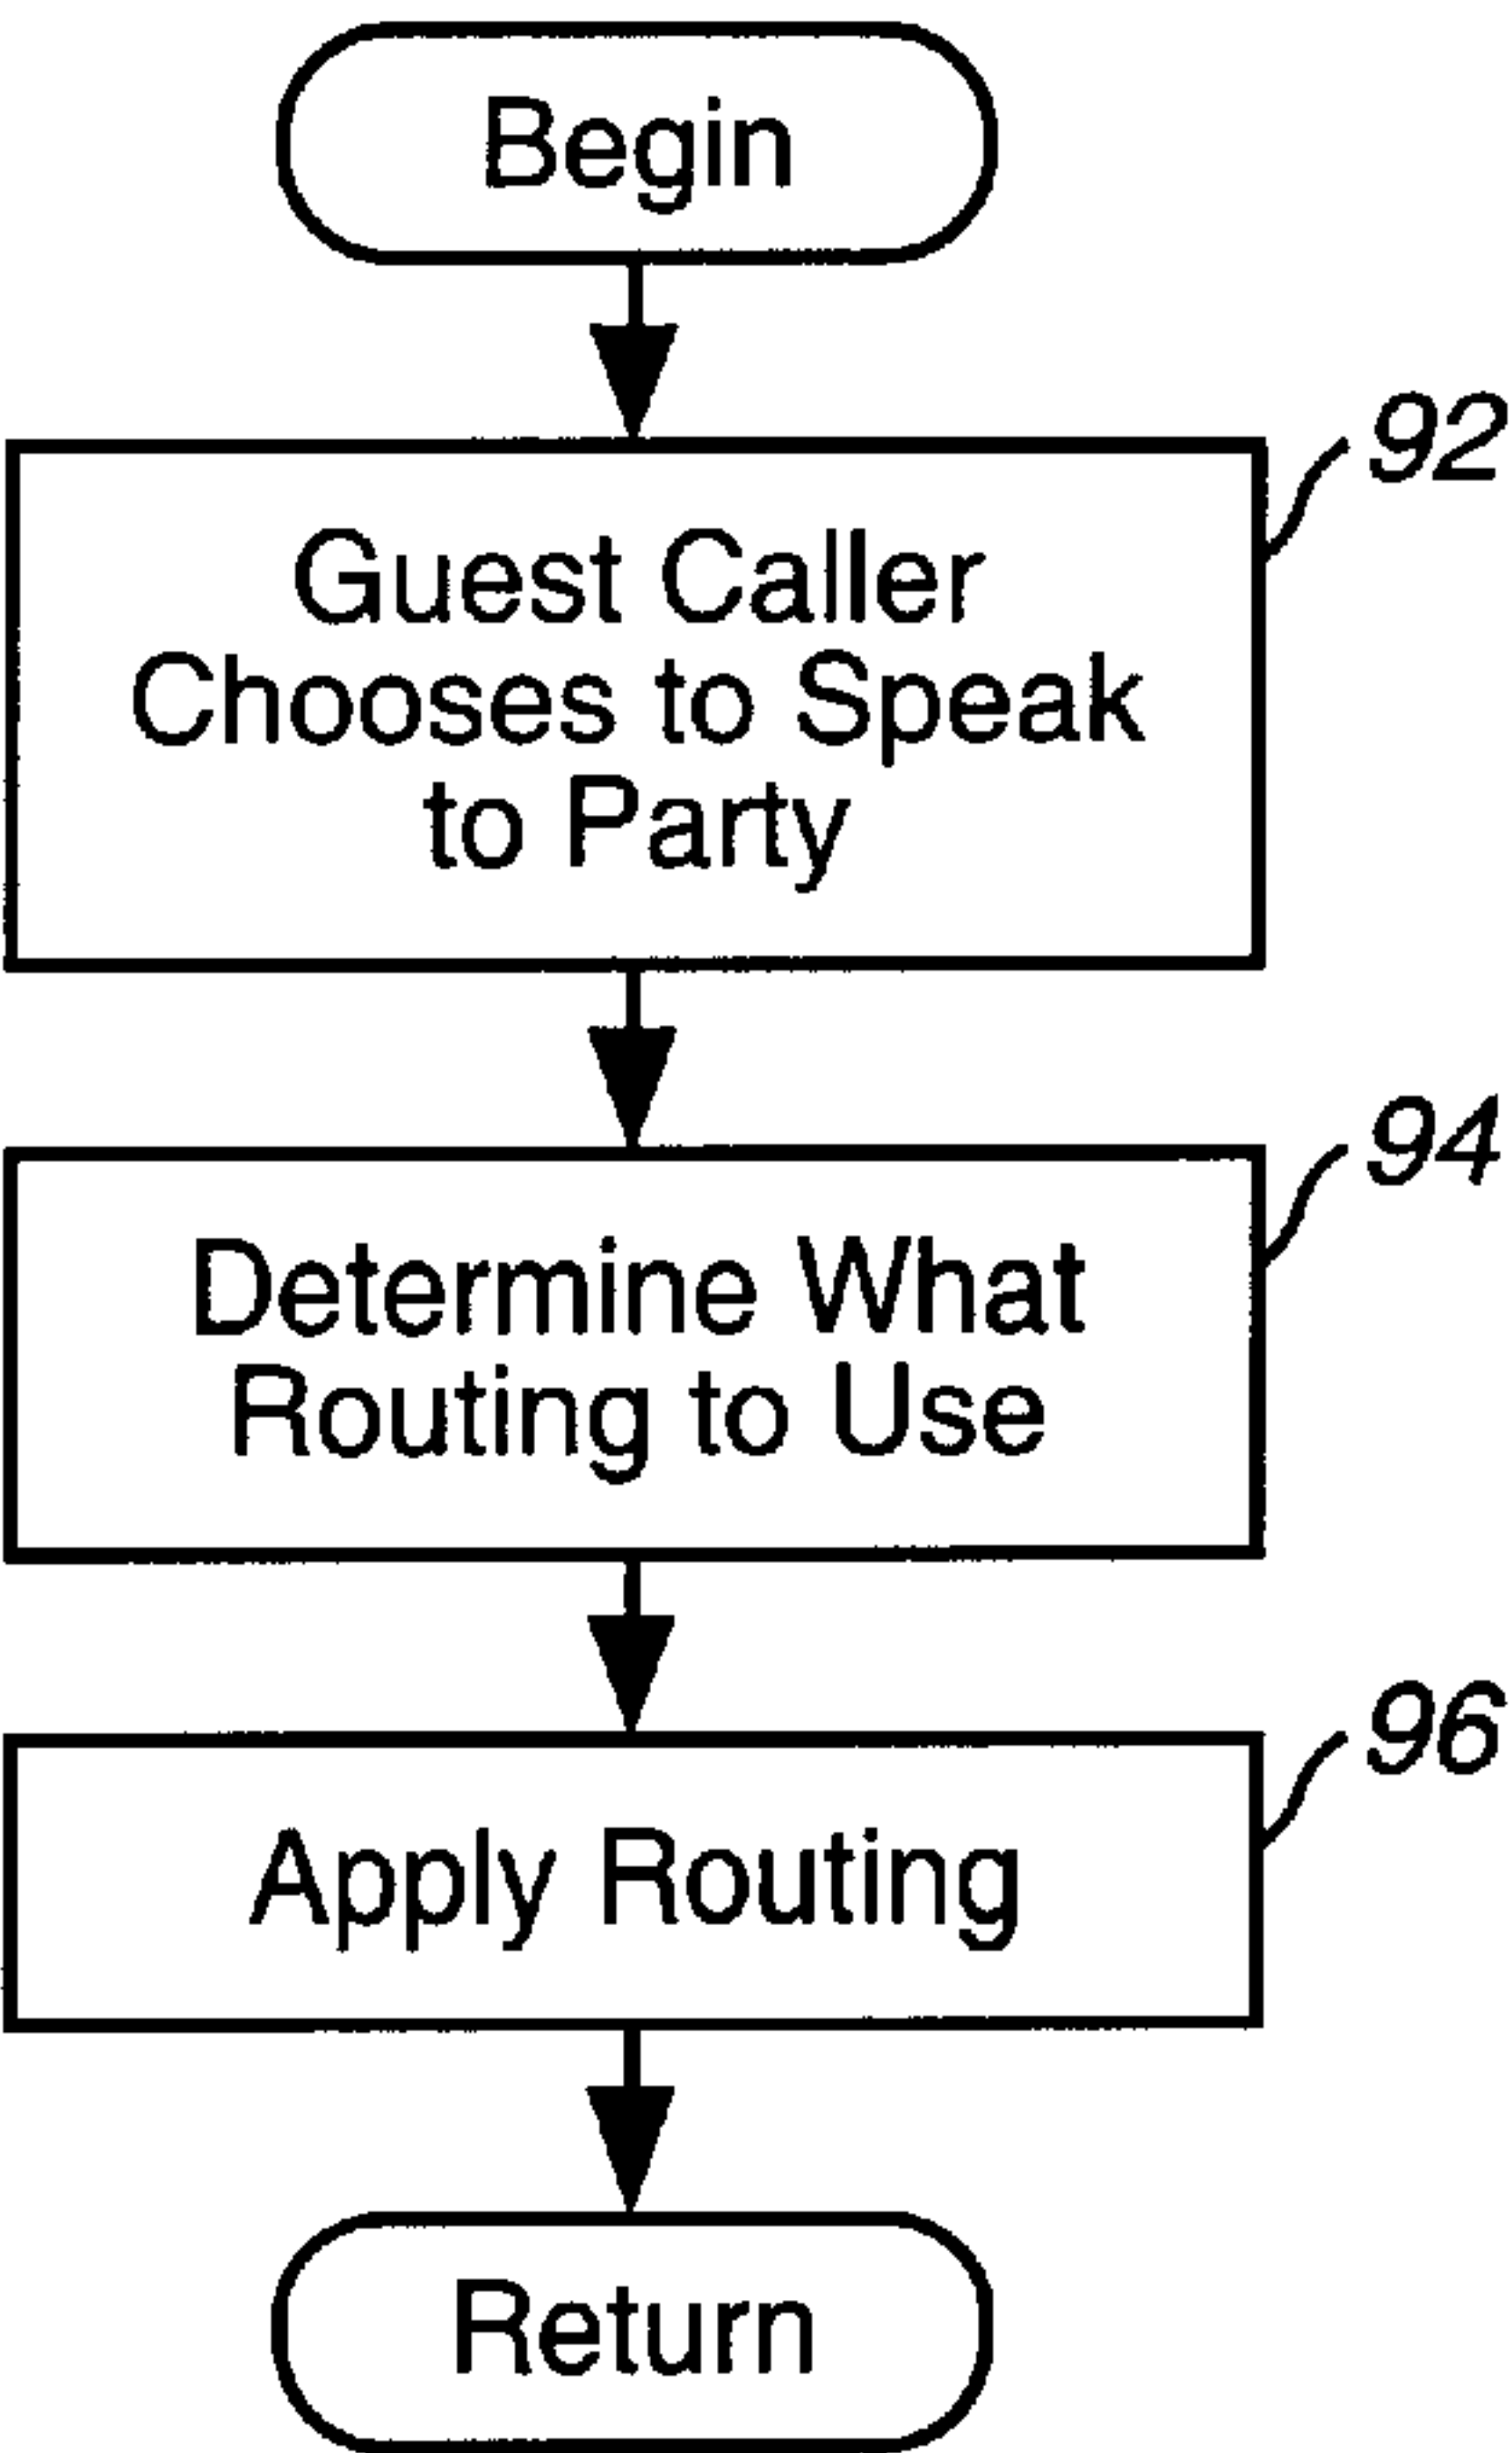 Begin
92
Guest Caller
Chooses to Speak
to Party
94
Determine What
Routing to Use
96
Apply Routing
Return